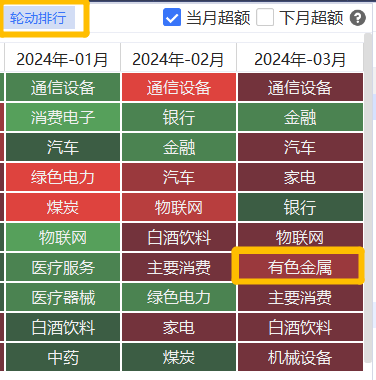 轮动排行 当月超额 下月超额 ?
2024年-01月 2024年-02月 2024年-03月
通信设备 通信设备 通信设备
消费电子 银行 金融
汽车 金融 汽车
绿色电力 汽车 家电
煤炭 物联网 银行
物联网 白酒饮料 物联网
医疗服务 主要消费 有色金属
医疗器械 绿色电力 主要消费
白酒饮料 家电 白酒饮料
中药 煤炭 机械设备